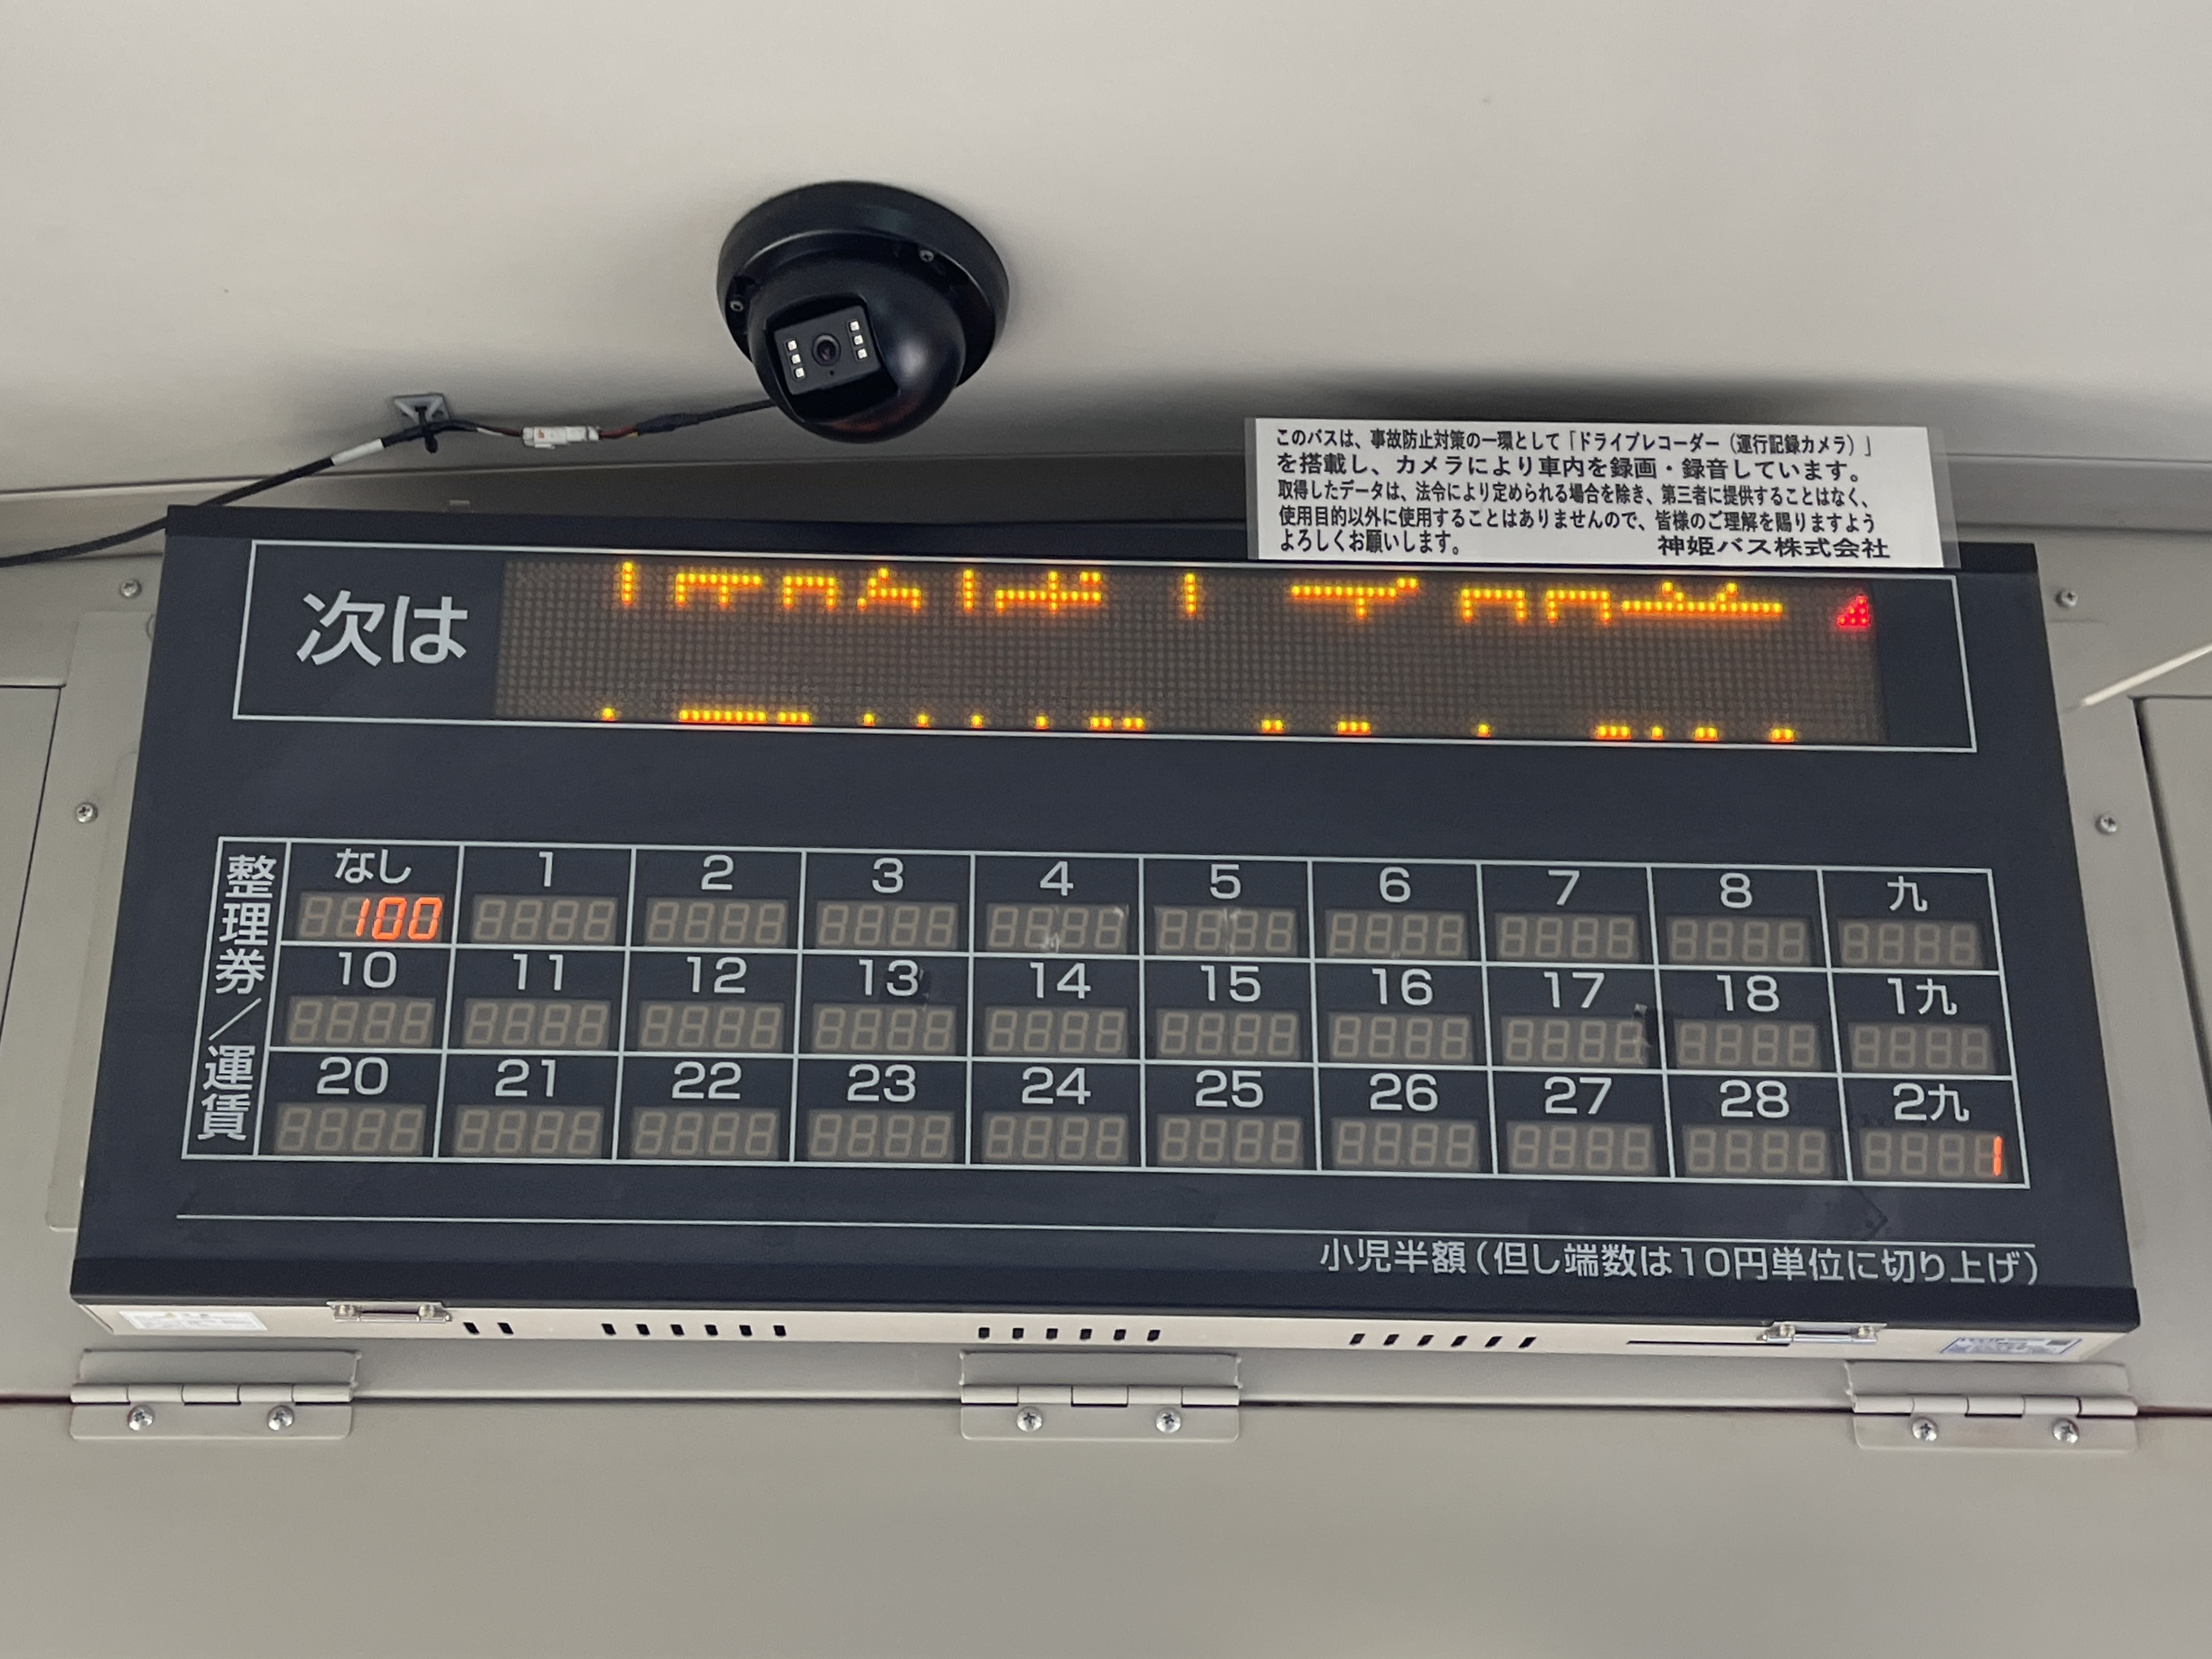 このバスは、事故防止対策の一環として「ドライブレコーダー（運行記録カメラ）」
を搭載し、カメラにより車内を録画・録音しています。
取得したデータは、法令により定められる場合を除き、第三者に提供することはなく、
使用目的以外に使用することはありませんので、皆様のご理解を賜りますよう
よろしくお願いします。 神姫バス株式会社
次は
整理券／運賃
なし 1 2 3 4 5 6 7 8 九
100
10 11 12 13 14 15 16 17 18 1九
20 21 22 23 24 25 26 27 28 2九
1
小児半額（但し端数は10円単位に切り上げ）